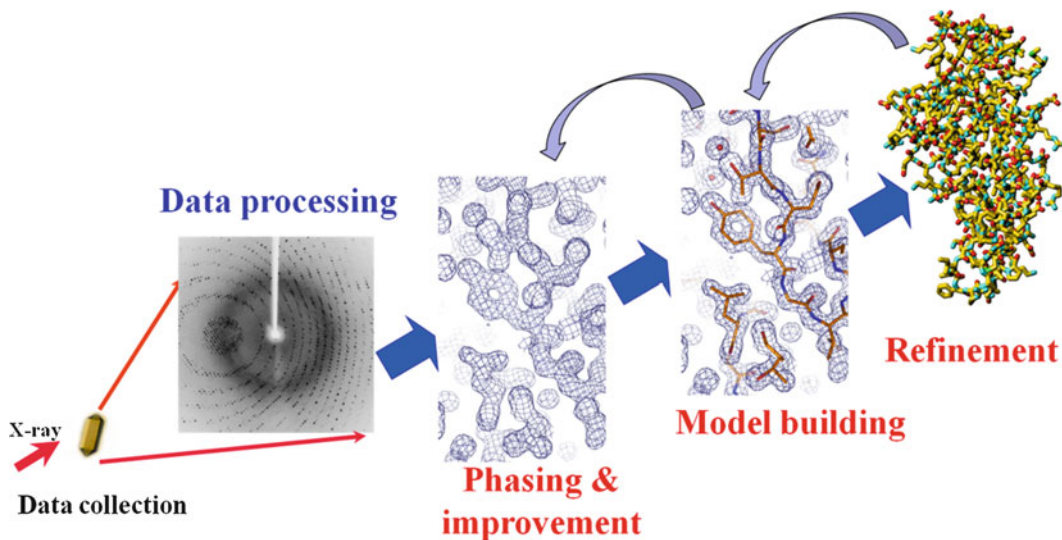 Data processing
X-ray
Data collection
Phasing &
improvement
Model building
Refinement